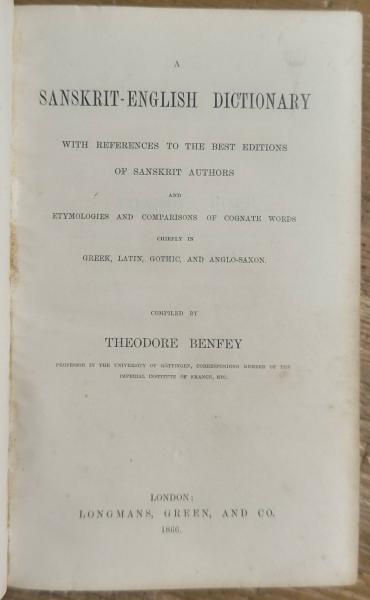 A
SANSKRIT-ENGLISH DICTIONARY
WITH REFERENCES TO THE BEST EDITIONS
OF SANSKRIT AUTHORS
AND
ETYMOLOGIES AND COMPARISONS OF COGNATE WORDS
CHIEFLY IN
GREEK, LATIN, GOTHIC, AND ANGLO-SAXON.
COMPILED BY
THEODORE BENFEY
PROFESSOR IN THE UNIVERSITY OF GÖTTINGEN, CORRESPONDING MEMBER OF THE
IMPERIAL INSTITUTE OF FRANCE, ETC.
LONDON:
LONGMANS, GREEN, AND CO.
1866.